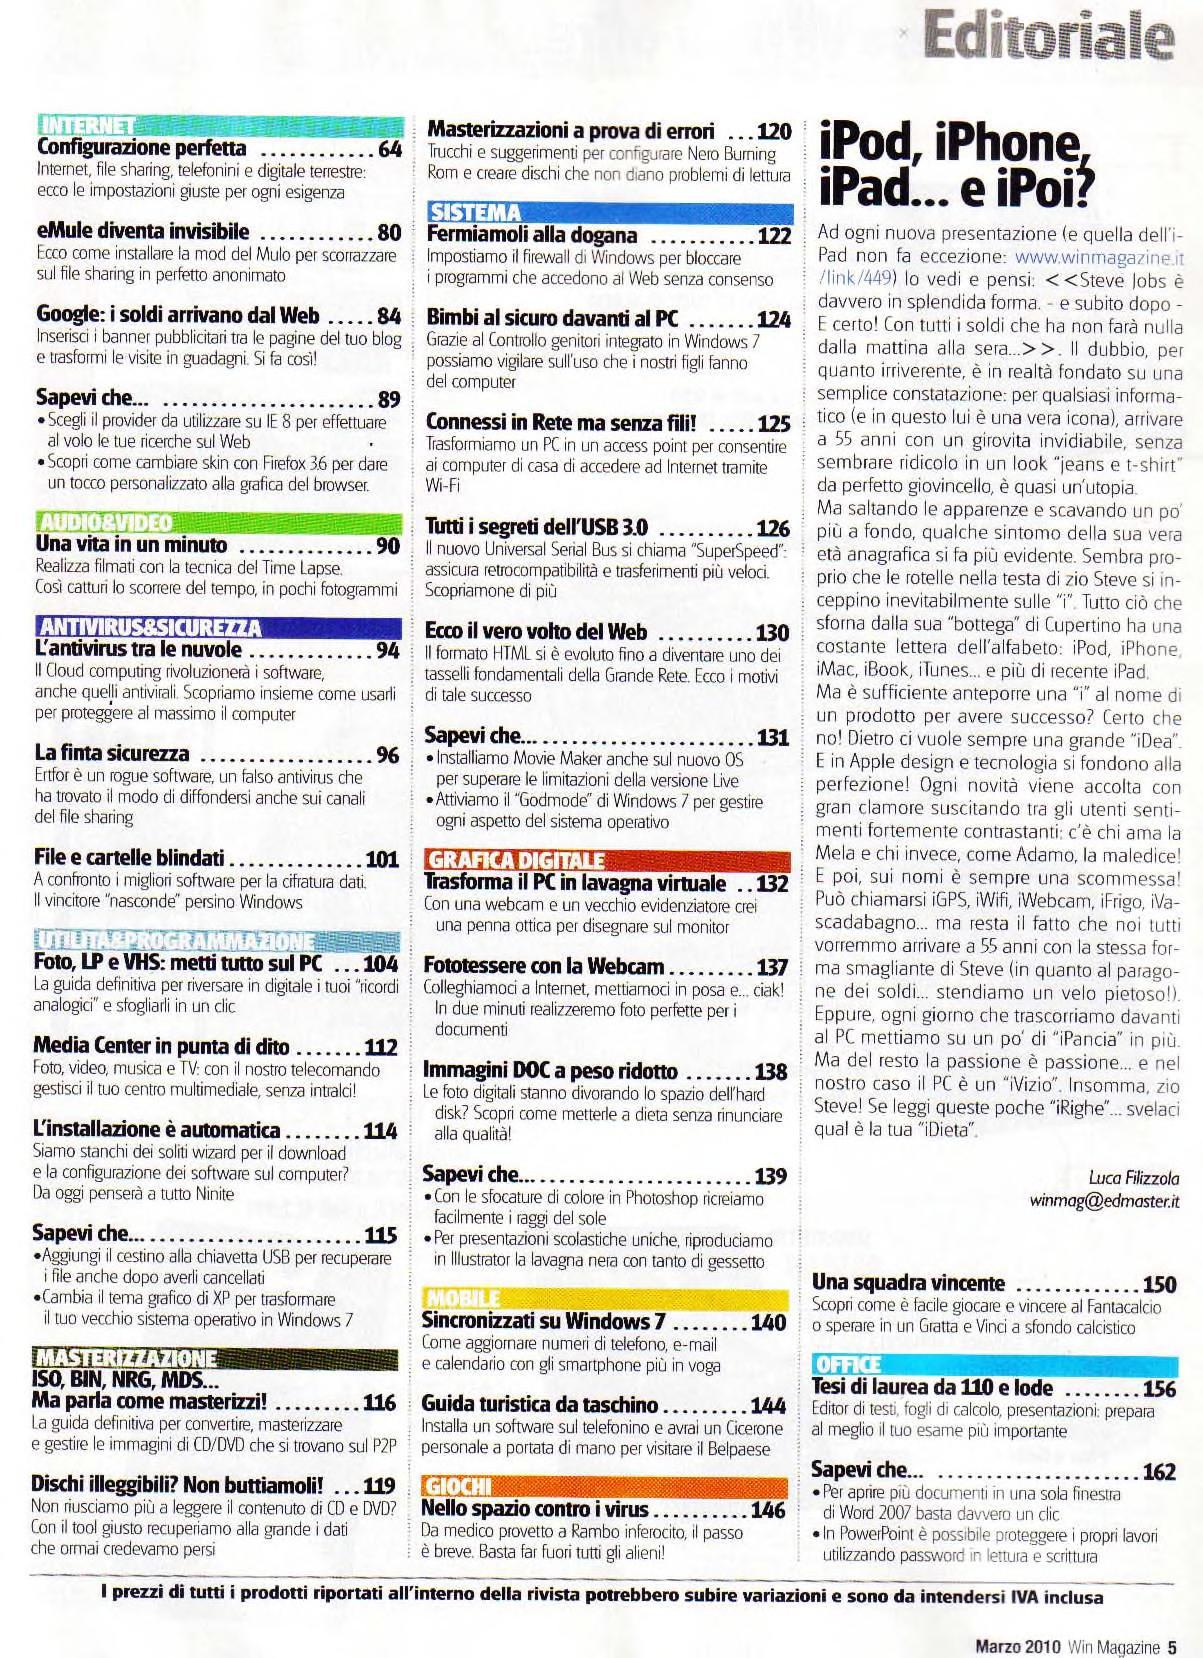 Editoriale
INTERNET
Configurazione perfetta ............ 64
Internet, file sharing, telefonini e digitale terrestre:
ecco le impostazioni giuste per ogni esigenza
eMule diventa invisibile ............ 80
Ecco come installare la mod del Mulo per scorrazzare
sul file sharing in perfetto anonimato
Google: i soldi arrivano dal Web ..... 84
Inserisci i banner pubblicitari tra le pagine del tuo blog
e trasformi le visite in guadagni. Si fa così!
Sapevi che... ...................... 89
• Scegli il provider da utilizzare su IE 8 per effettuare
al volo le tue ricerche sul Web
• Scopri come cambiare skin con Firefox 3.6 per dare
un tocco personalizzato alla grafica del browser.
AUDIO&VIDEO
Una vita in un minuto .............. 90
Realizza filmati con la tecnica del Time Lapse.
Così catturi lo scorrere del tempo, in pochi fotogrammi
ANTIVIRUS&SICUREZZA
L'antivirus tra le nuvole ............. 94
Il Cloud computing rivoluzionerà i software,
anche quelli antivirali. Scopriamo insieme come usarli
per proteggere al massimo il computer
La finta sicurezza .................. 96
Ertfor è un rogue software, un falso antivirus che
ha trovato il modo di diffondersi anche sui canali
del file sharing
File e cartelle blindati .............. 101
A confronto i migliori software per la cifratura dati.
Il vincitore "nasconde" persino Windows
UTILITA&PROGRAMMAZIONE
Foto, LP e VHS: metti tutto sul PC ... 104
La guida definitiva per riversare in digitale i tuoi "ricordi
analogici" e sfogliarli in un clic
Media Center in punta di dito ....... 112
Foto, video, musica e TV: con il nostro telecomando
gestisci il tuo centro multimediale, senza intralci!
L'installazione è automatica ........ 114
Siamo stanchi dei soliti wizard per il download
e la configurazione dei software sul computer?
Da oggi penserà a tutto Ninite
Sapevi che... ......................... 115
• Aggiungi il cestino alla chiavetta USB per recuperare
i file anche dopo averli cancellati
• Cambia il tema grafico di XP per trasformare
il tuo vecchio sistema operativo in Windows 7
MASTERIZZAZIONE
ISO, BIN, NRG, MDS...
Ma parla come masterizzi! ......... 116
La guida definitiva per convertire, masterizzare
e gestire le immagini di CD/DVD che si trovano sul P2P
Dischi illeggibili? Non buttiamoli! ... 119
Non riusciamo più a leggere il contenuto di CD e DVD?
Con il tool giusto recuperiamo alla grande i dati
che ormai credevamo persi
Masterizzazioni a prova di errori ... 120
Trucchi e suggerimenti per configurare Nero Burning
Rom e creare dischi che non diano problemi di lettura
SISTEMA
Fermiamoli alla dogana ........... 122
Impostiamo il firewall di Windows per bloccare
i programmi che accedono al Web senza consenso
Bimbi al sicuro davanti al PC ....... 124
Grazie al Controllo genitori integrato in Windows 7
possiamo vigilare sull'uso che i nostri figli fanno
del computer
Connessi in Rete ma senza fili! ..... 125
Trasformiamo un PC in un access point per consentire
ai computer di casa di accedere ad Internet tramite
Wi-Fi
Tutti i segreti dell'USB 3.0 .......... 126
Il nuovo Universal Serial Bus si chiama "SuperSpeed":
assicura retrocompatibilità e trasferimenti più veloci.
Scopriamone di più
Ecco il vero volto del Web .......... 130
Il formato HTML si è evoluto fino a diventare uno dei
tasselli fondamentali della Grande Rete. Ecco i motivi
di tale successo
Sapevi che... ......................... 131
• Installiamo Movie Maker anche sul nuovo OS
per superare le limitazioni della versione Live
• Attiviamo il "Godmode" di Windows 7 per gestire
ogni aspetto del sistema operativo
GRAFICA DIGITALE
Trasforma il PC in lavagna virtuale .. 132
Con una webcam e un vecchio evidenziatore crei
una penna ottica per disegnare sul monitor
Fototessere con la Webcam ......... 137
Colleghiamoci a Internet, mettiamoci in posa e... ciak!
In due minuti realizzeremo foto perfette per i
documenti
Immagini DOC a peso ridotto ....... 138
Le foto digitali stanno divorando lo spazio dell'hard
disk? Scopri come metterle a dieta senza rinunciare
alla qualità!
Sapevi che... ......................... 139
• Con le sfocature di colore in Photoshop ricreiamo
facilmente i raggi del sole
• Per presentazioni scolastiche uniche, riproduciamo
in Illustrator la lavagna nera con tanto di gessetto
MOBILE
Sincronizzati su Windows 7 ........ 140
Come aggiornare numeri di telefono, e-mail
e calendario con gli smartphone più in voga
Guida turistica da taschino ......... 144
Installa un software sul telefonino e avrai un Cicerone
personale a portata di mano per visitare il Belpaese
GIOCHI
Nello spazio contro i virus .......... 146
Da medico provetto a Rambo inferocito, il passo
è breve. Basta far fuori tutti gli alieni!
iPod, iPhone,
iPad... e iPoi?
Ad ogni nuova presentazione (e quella dell'i-
Pad non fa eccezione: www.winmagazine.it
/link/449) lo vedi e pensi: <<Steve Jobs è
davvero in splendida forma. - e subito dopo -
E certo! Con tutti i soldi che ha non farà nulla
dalla mattina alla sera...>>. Il dubbio, per
quanto irriverente, è in realtà fondato su una
semplice constatazione: per qualsiasi informa-
tico (e in questo lui è una vera icona), arrivare
a 55 anni con un girovita invidiabile, senza
sembrare ridicolo in un look "jeans e t-shirt"
da perfetto giovincello, è quasi un'utopia.
Ma saltando le apparenze e scavando un po'
più a fondo, qualche sintomo della sua vera
età anagrafica si fa più evidente. Sembra pro-
prio che le rotelle nella testa di zio Steve si in-
ceppino inevitabilmente sulle "i". Tutto ciò che
sforna dalla sua "bottega" di Cupertino ha una
costante lettera dell'alfabeto: iPod, iPhone,
iMac, iBook, iTunes... e più di recente iPad.
Ma è sufficiente anteporre una "i" al nome di
un prodotto per avere successo? Certo che
no! Dietro ci vuole sempre una grande "iDea".
E in Apple design e tecnologia si fondono alla
perfezione! Ogni novità viene accolta con
gran clamore suscitando tra gli utenti senti-
menti fortemente contrastanti: c'è chi ama la
Mela e chi invece, come Adamo, la maledice!
E poi, sui nomi è sempre una scommessa!
Può chiamarsi iGPS, iWifi, iWebcam, iFrigo, iVa-
scadabagno... ma resta il fatto che noi tutti
vorremmo arrivare a 55 anni con la stessa for-
ma smagliante di Steve (in quanto al parago-
ne dei soldi... stendiamo un velo pietoso!).
Eppure, ogni giorno che trascorriamo davanti
al PC mettiamo su un po' di "iPancia" in più.
Ma del resto la passione è passione... e nel
nostro caso il PC è un "iVizio". Insomma, zio
Steve! Se leggi queste poche "iRighe"... svelaci
qual è la tua "iDieta".
Luca Filizzola
winmag@edmaster.it
Una squadra vincente ............. 150
Scopri come è facile giocare e vincere al Fantacalcio
o sperare in un Gratta e Vinci a sfondo calcistico
OFFICE
Tesi di laurea da 110 e lode ........ 156
Editor di testi, fogli di calcolo, presentazioni: prepara
al meglio il tuo esame più importante
Sapevi che... ..................... 162
• Per aprire più documenti in una sola finestra
di Word 2007 basta davvero un clic
• In PowerPoint è possibile proteggere i propri lavori
utilizzando password in lettura e scrittura
I prezzi di tutti i prodotti riportati all'interno della rivista potrebbero subire variazioni e sono da intendersi IVA inclusa
Marzo 2010 Win Magazine 5